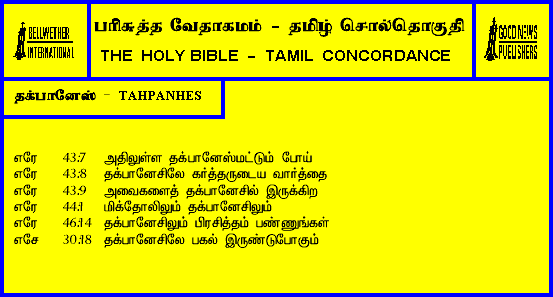 BELLWETHER
INTERNATIONAL
பரிசுத்த வேதாகமம் - தமிழ் சொல்தொகுதி
THE HOLY BIBLE - TAMIL CONCORDANCE
GOOD NEWS
PUBLISHERS
தக்பானேஸ் - TAHPANHES
எரே 43:7 அதிலுள்ள தக்பானேஸ்மட்டும் போய்
எரே 43:8 தக்பானேசிலே கர்த்தருடைய வார்த்தை
எரே 43:9 அவைகளைத் தக்பானேசில் இருக்கிற
எரே 44:1 மிக்தோலிலும் தக்பானேசிலும்
எரே 46:14 தக்பானேசிலும் பிரசித்தம் பண்ணுங்கள்
எசே 30:18 தக்பானேசிலே பகல் இருண்டுபோகும்